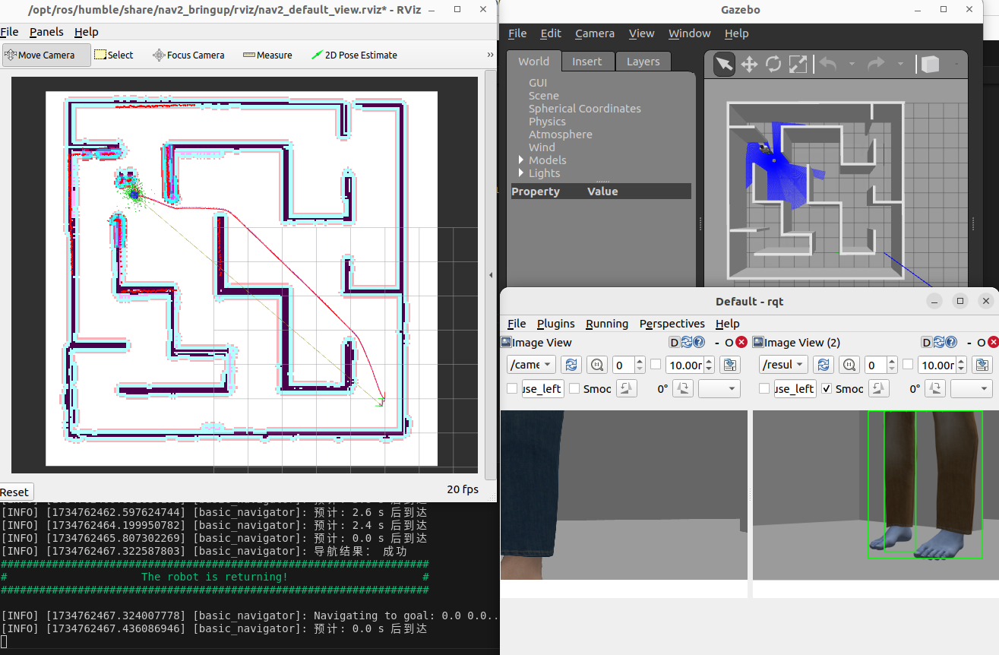 /opt/ros/humble/share/nav2_bringup/rviz/nav2_default_view.rviz* - RViz
File Panels Help
Move Camera Select Focus Camera Measure 2D Pose Estimate »
Reset
20 fps
[INFO] [1734762462.597624744] [basic_navigator]: 预计: 2.6 s 后到达
[INFO] [1734762464.199950782] [basic_navigator]: 预计: 2.4 s 后到达
[INFO] [1734762465.807302269] [basic_navigator]: 预计: 0.0 s 后到达
[INFO] [1734762467.322587803] [basic_navigator]: 导航结果： 成功
###################################################################
# The robot is returning! #
###################################################################
[INFO] [1734762467.324007778] [basic_navigator]: Navigating to goal: 0.0 0.0..
[INFO] [1734762467.436086946] [basic_navigator]: 预计: 0.0 s 后到达
Gazebo
File Edit Camera View Window Help
World Insert Layers
GUI
Scene
Spherical Coordinates
Physics
Atmosphere
Wind
Models
Lights
Property Value
Default - rqt
File Plugins Running Perspectives Help
Image View D - O
/came 0 10.00r
use_left Smoc 0°
Image View (2) D - O
/resul 0 10.00r
use_left Smoc 0°